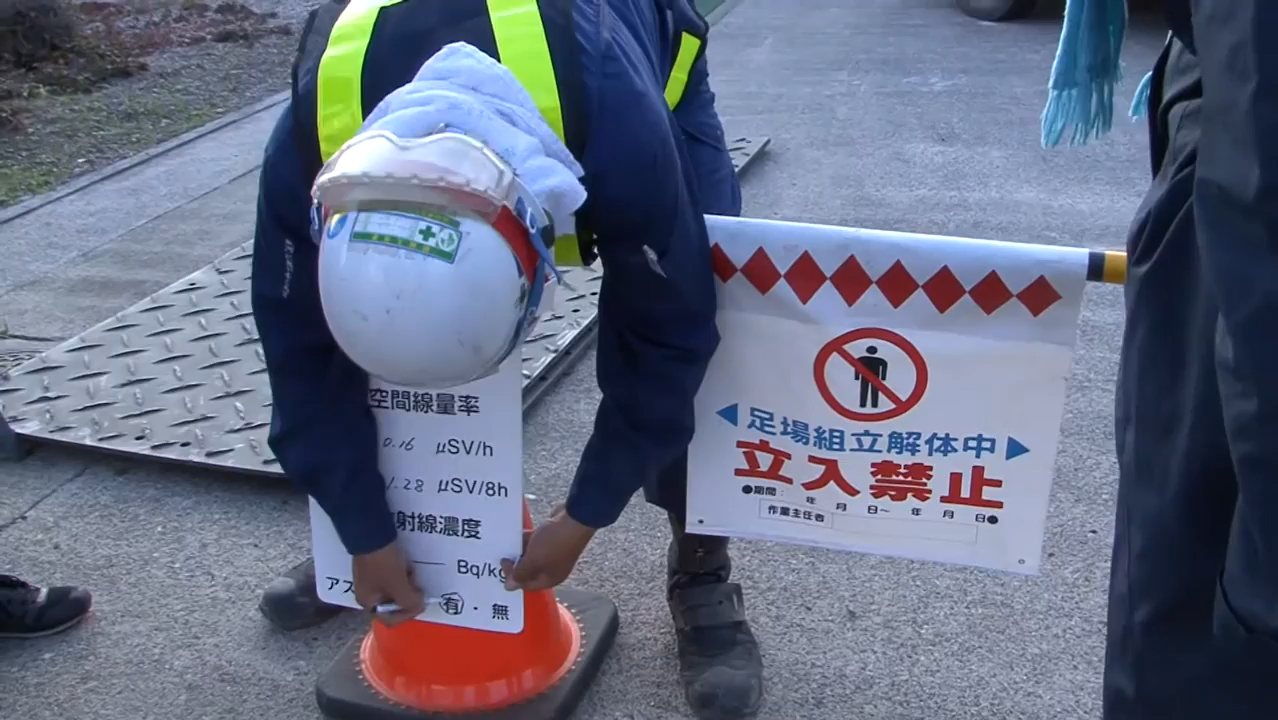 空間線量率
0.16 μSV/h
1.28 μSV/8h
射線濃度
Bq/kg
アス
有・無
足場組立解体中
立入禁止
●期間： 年 月 日〜 年 月 日●
作業主任者